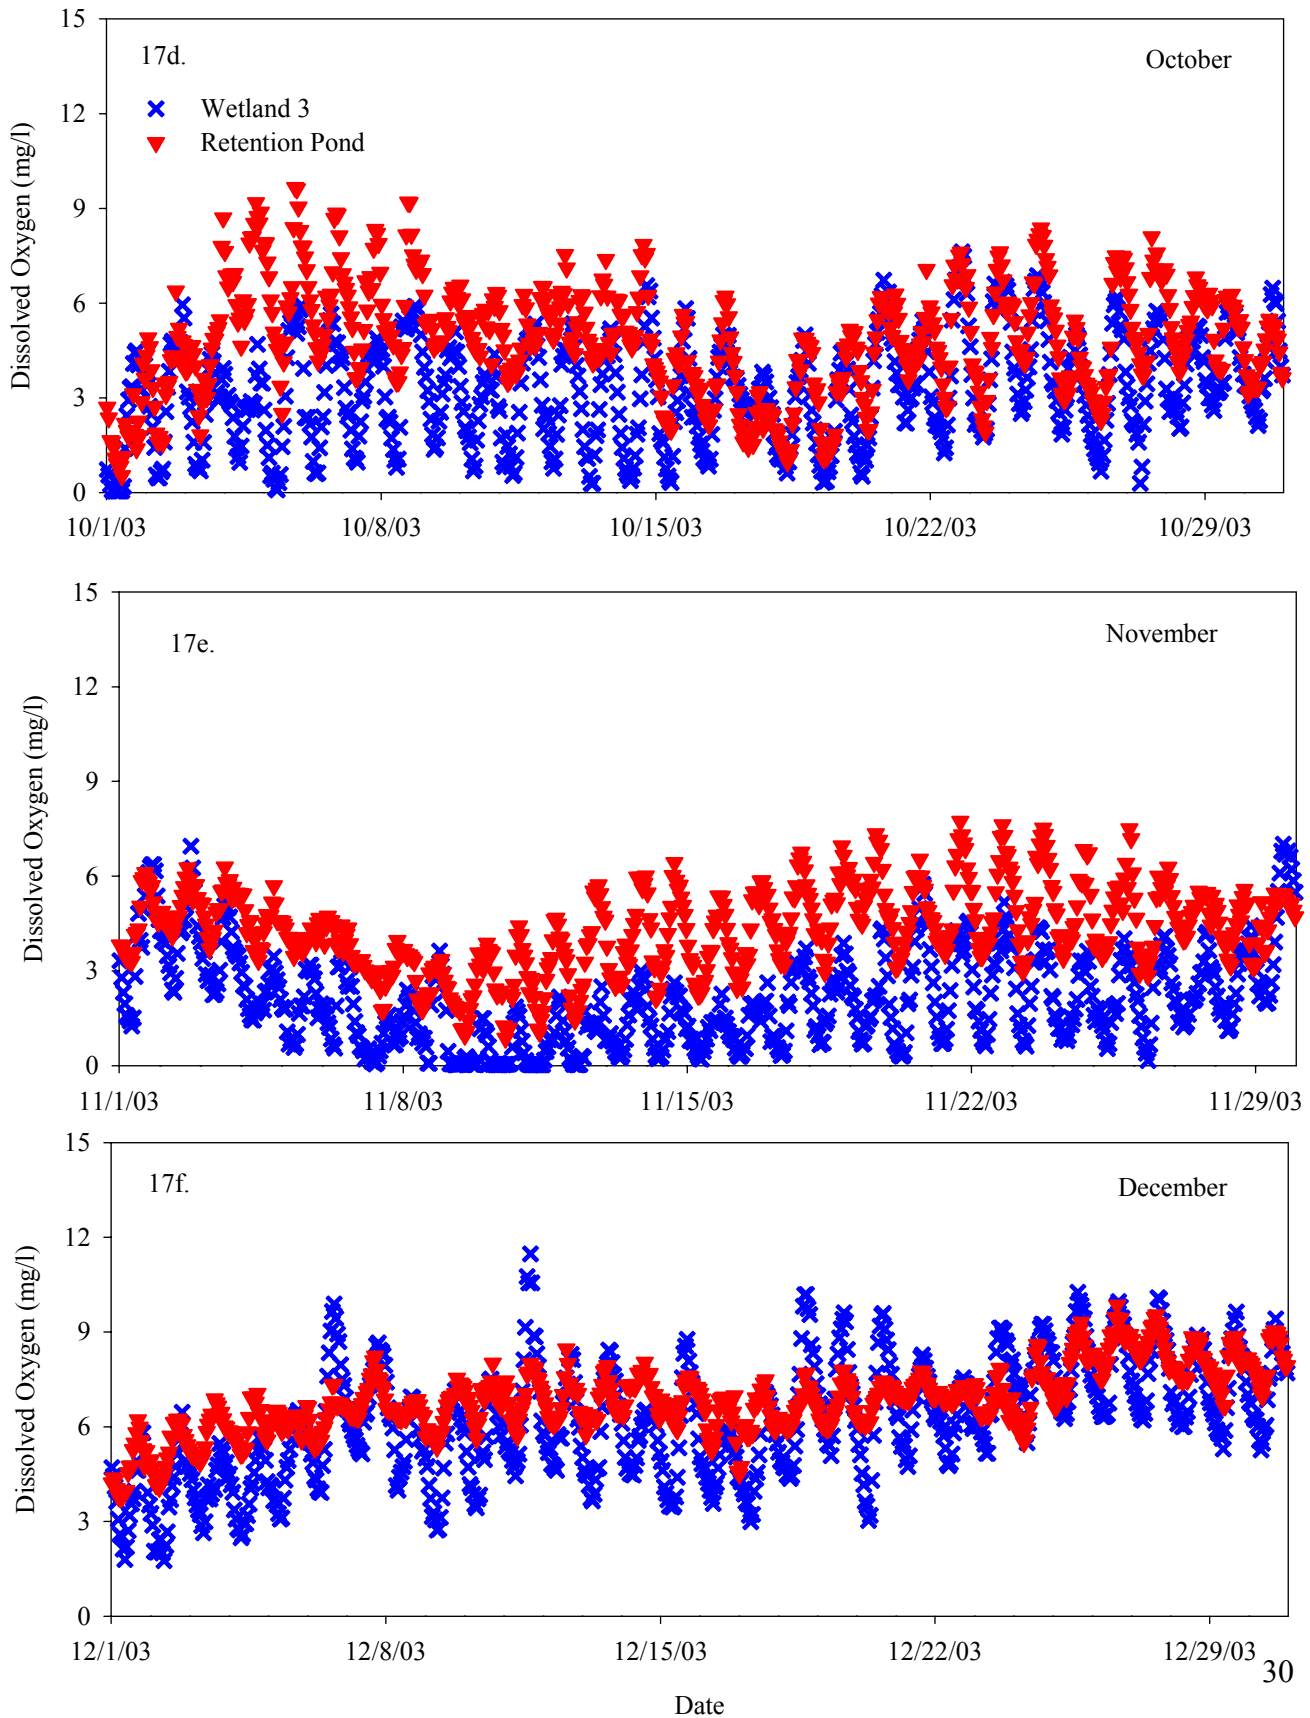 15
17d.
October
12
Wetland 3
Retention Pond
9
6
3
0
Dissolved Oxygen (mg/l)
10/1/03 10/8/03 10/15/03 10/22/03 10/29/03
15
17e.
November
12
9
6
3
0
Dissolved Oxygen (mg/l)
11/1/03 11/8/03 11/15/03 11/22/03 11/29/03
15
17f.
December
12
9
6
3
0
Dissolved Oxygen (mg/l)
12/1/03 12/8/03 12/15/03 12/22/03 12/29/03
Date
30